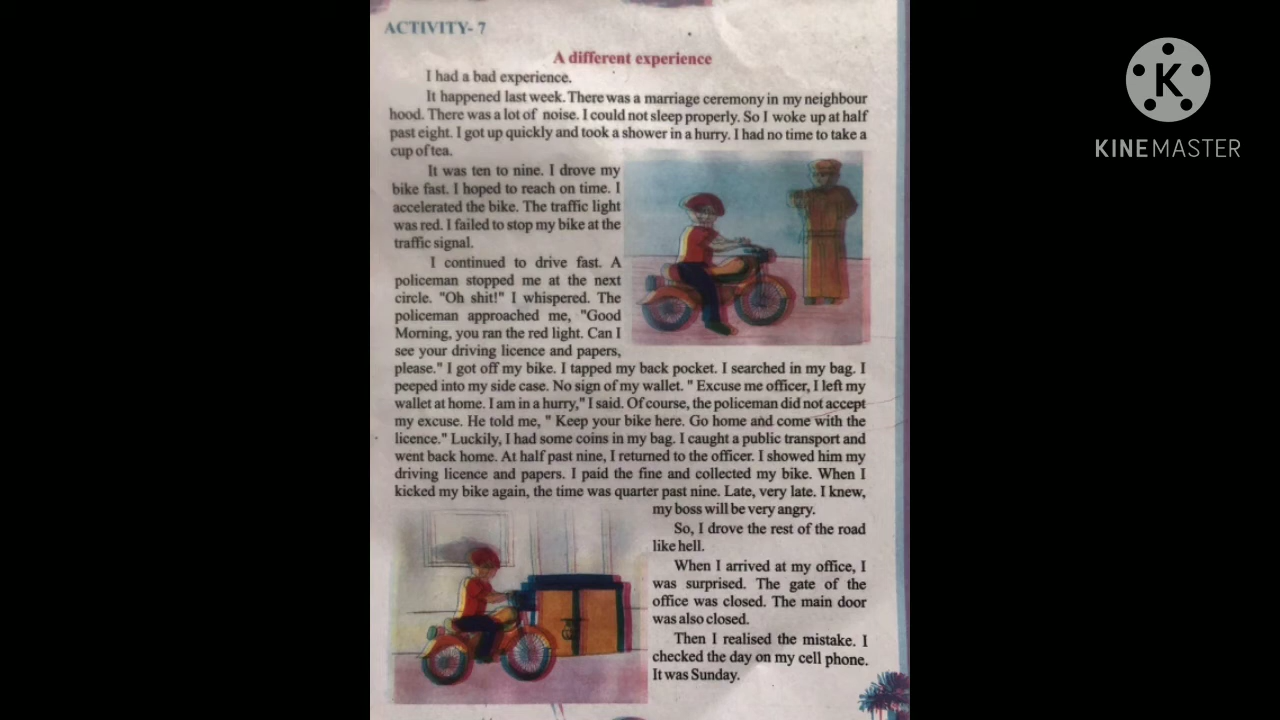 ACTIVITY- 7
A different experience
I had a bad experience.
It happened last week. There was a marriage ceremony in my neighbour
hood. There was a lot of noise. I could not sleep properly. So I woke up at half
past eight. I got up quickly and took a shower in a hurry. I had no time to take a
cup of tea.
It was ten to nine. I drove my
bike fast. I hoped to reach on time. I
accelerated the bike. The traffic light
was red. I failed to stop my bike at the
traffic signal.
I continued to drive fast. A
policeman stopped me at the next
circle. "Oh shit!" I whispered. The
policeman approached me, "Good
Morning, you ran the red light. Can I
see your driving licence and papers,
please." I got off my bike. I tapped my back pocket. I searched in my bag. I
peeped into my side case. No sign of my wallet. " Excuse me officer, I left my
wallet at home. I am in a hurry," I said. Of course, the policeman did not accept
my excuse. He told me, " Keep your bike here. Go home and come with the
licence." Luckily, I had some coins in my bag. I caught a public transport and
went back home. At half past nine, I returned to the officer. I showed him my
driving licence and papers. I paid the fine and collected my bike. When I
kicked my bike again, the time was quarter past nine. Late, very late. I knew,
my boss will be very angry.
So, I drove the rest of the road
like hell.
When I arrived at my office, I
was surprised. The gate of the
office was closed. The main door
was also closed.
Then I realised the mistake. I
checked the day on my cell phone.
It was Sunday.
K
KINEMASTER